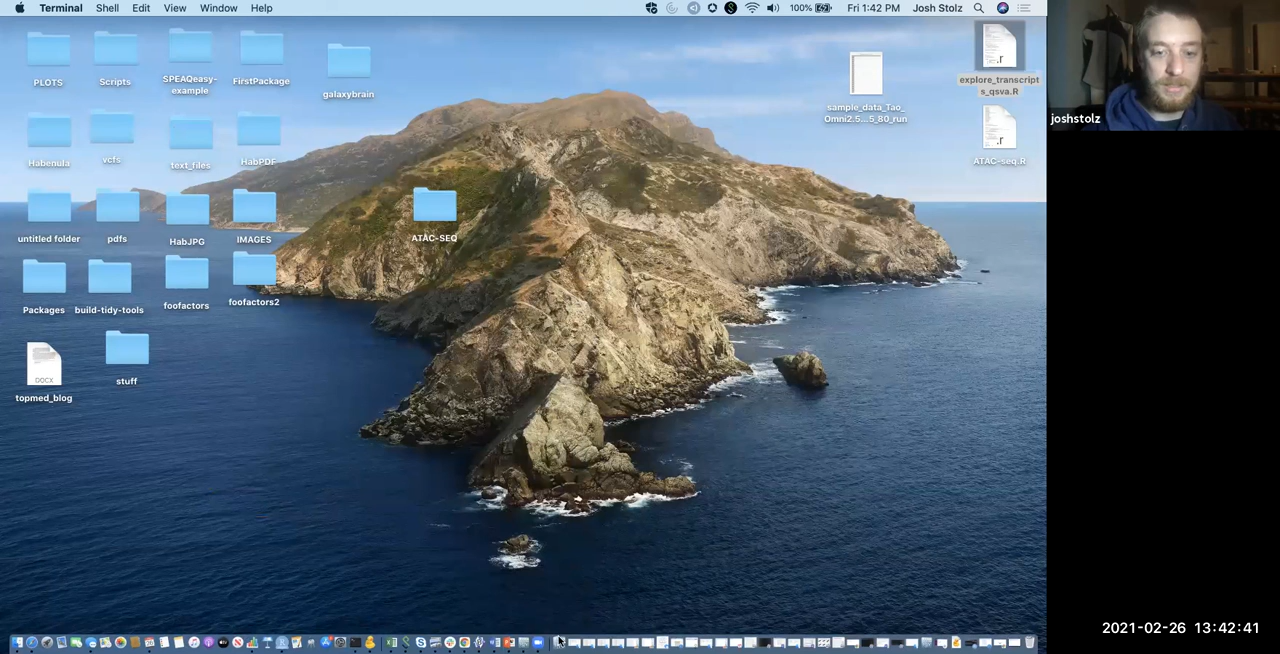 Terminal Shell Edit View Window Help 100% Fri 1:42 PM Josh Stolz
PLOTS
Scripts
SPEAQeasy-
example
FirstPackage
galaxybrain
sample_data_Tao_
Omni2.5...5_80_run
.r
explore_transcript
s_qsva.R
joshstolz
Habenula
vcfs
text_files
HabPDF
.r
ATAC-seq.R
untitled folder
pdfs
HabJPG
IMAGES
ATAC-SEQ
Packages
build-tidy-tools
foofactors
foofactors2
DOCX
topmed_blog
stuff
2021-02-26 13:42:41